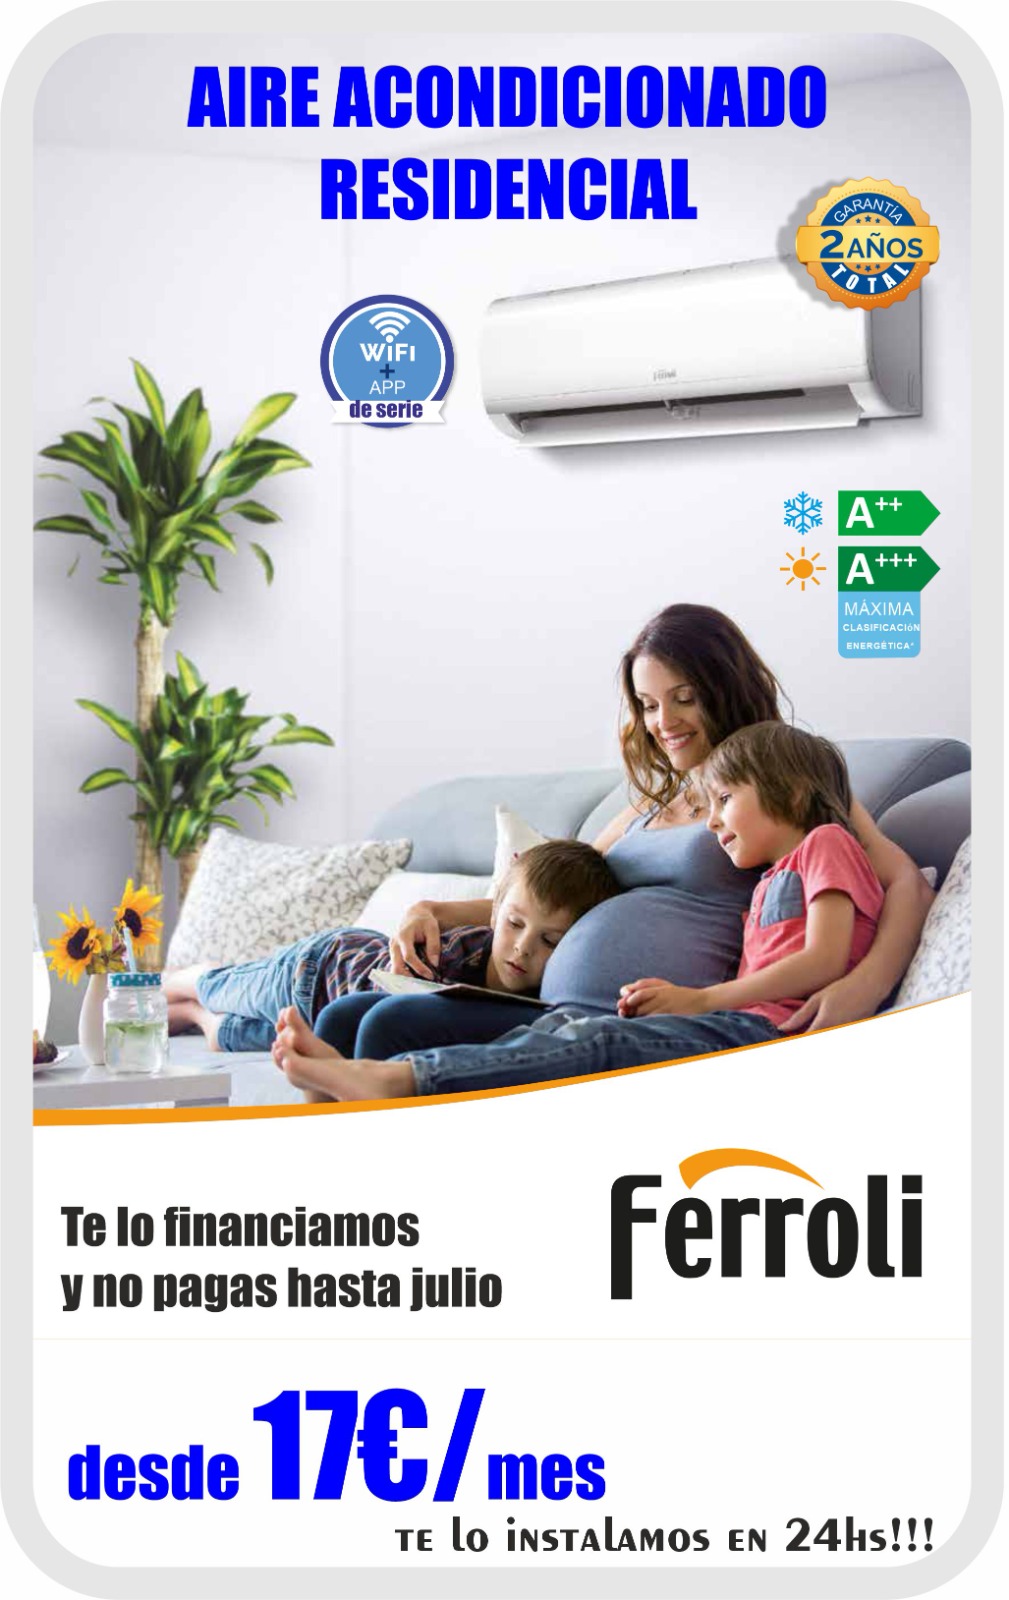 AIRE ACONDICIONADO
RESIDENCIAL
GARANTÍA
2 AÑOS
TOTAL
WiFi
+
APP
de serie
Ferroli
A++
A+++
MÁXIMA
CLASIFICACIóN
ENERGÉTICA*
Te lo financiamos
y no pagas hasta julio
Ferroli
desde 17€/mes
TE lo iNSTALAMOS EN 24hs!!!